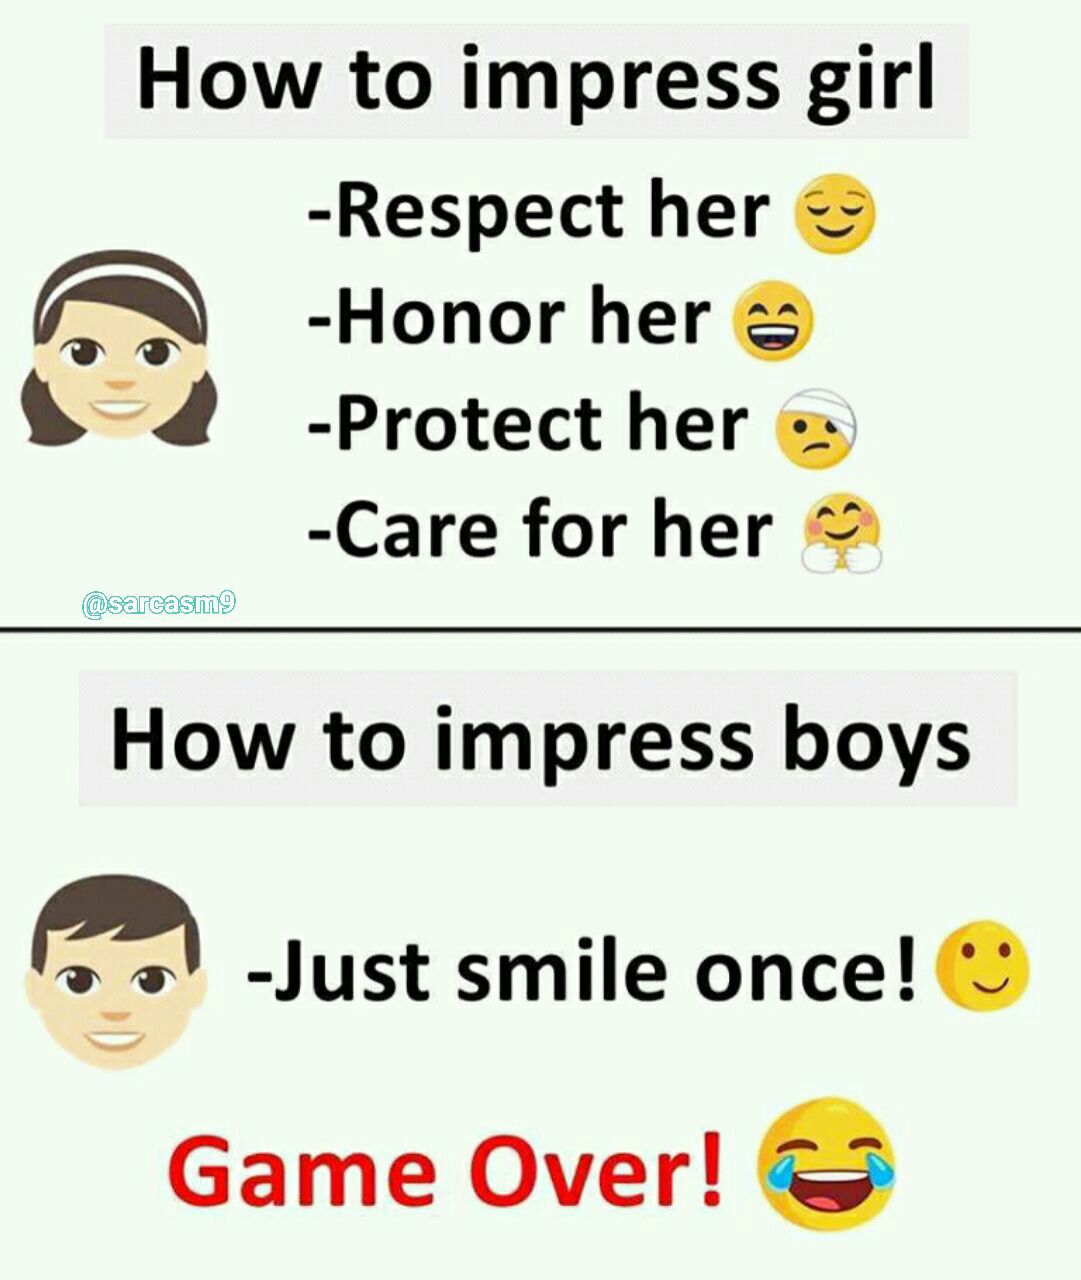 How to impress girl
-Respect her 😌
-Honor her 😄
-Protect her 🤕
-Care for her 🤗
@sarcasm9
How to impress boys
-Just smile once! 🙂
Game Over! 😂